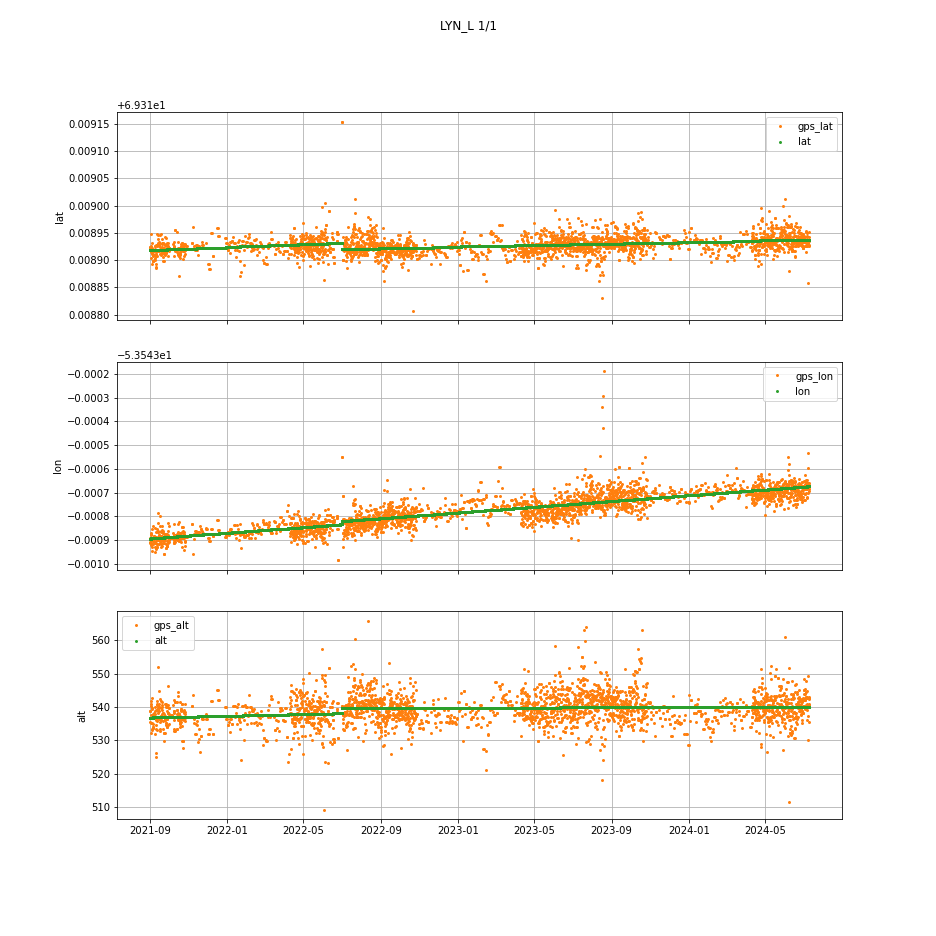 LYN_L 1/1
+6.931e1
0.00915
0.00910
0.00905
0.00900
0.00895
0.00890
0.00885
0.00880
lat
gps_lat
lat
−5.3543e1
−0.0002
−0.0003
−0.0004
−0.0005
−0.0006
−0.0007
−0.0008
−0.0009
−0.0010
lon
gps_lon
lon
560
550
540
530
520
510
alt
gps_alt
alt
2021-09 2022-01 2022-05 2022-09 2023-01 2023-05 2023-09 2024-01 2024-05